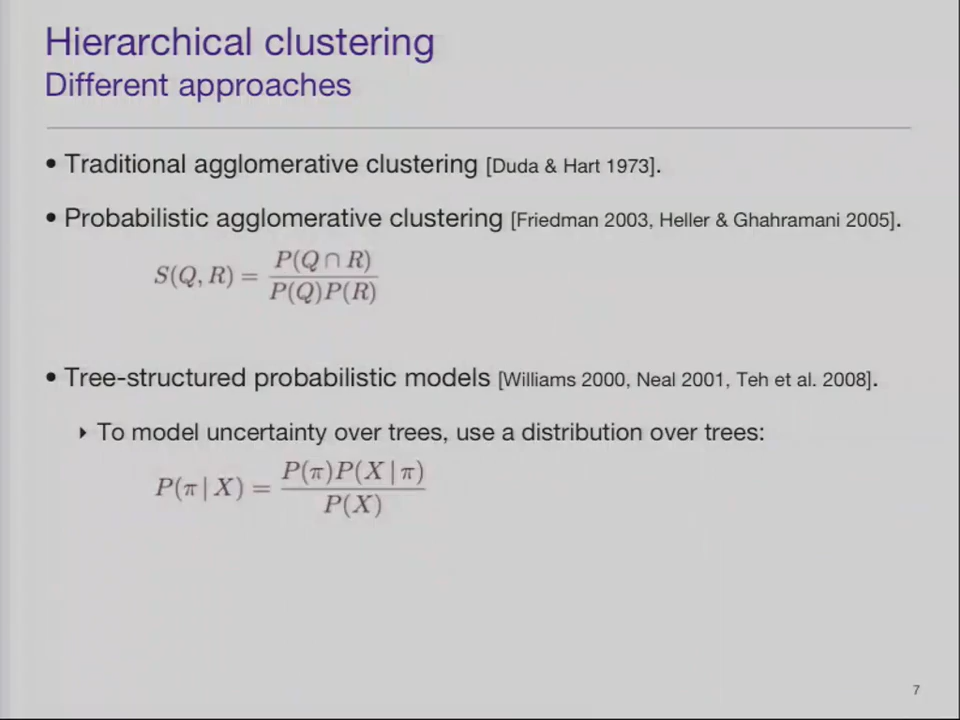 Hierarchical clustering
Different approaches
• Traditional agglomerative clustering [Duda & Hart 1973].
• Probabilistic agglomerative clustering [Friedman 2003, Heller & Ghahramani 2005].
S(Q, R) = P(Q ∩ R) / P(Q)P(R)
• Tree-structured probabilistic models [Williams 2000, Neal 2001, Teh et al. 2008].
‣ To model uncertainty over trees, use a distribution over trees:
P(π | X) = P(π)P(X | π) / P(X)
7